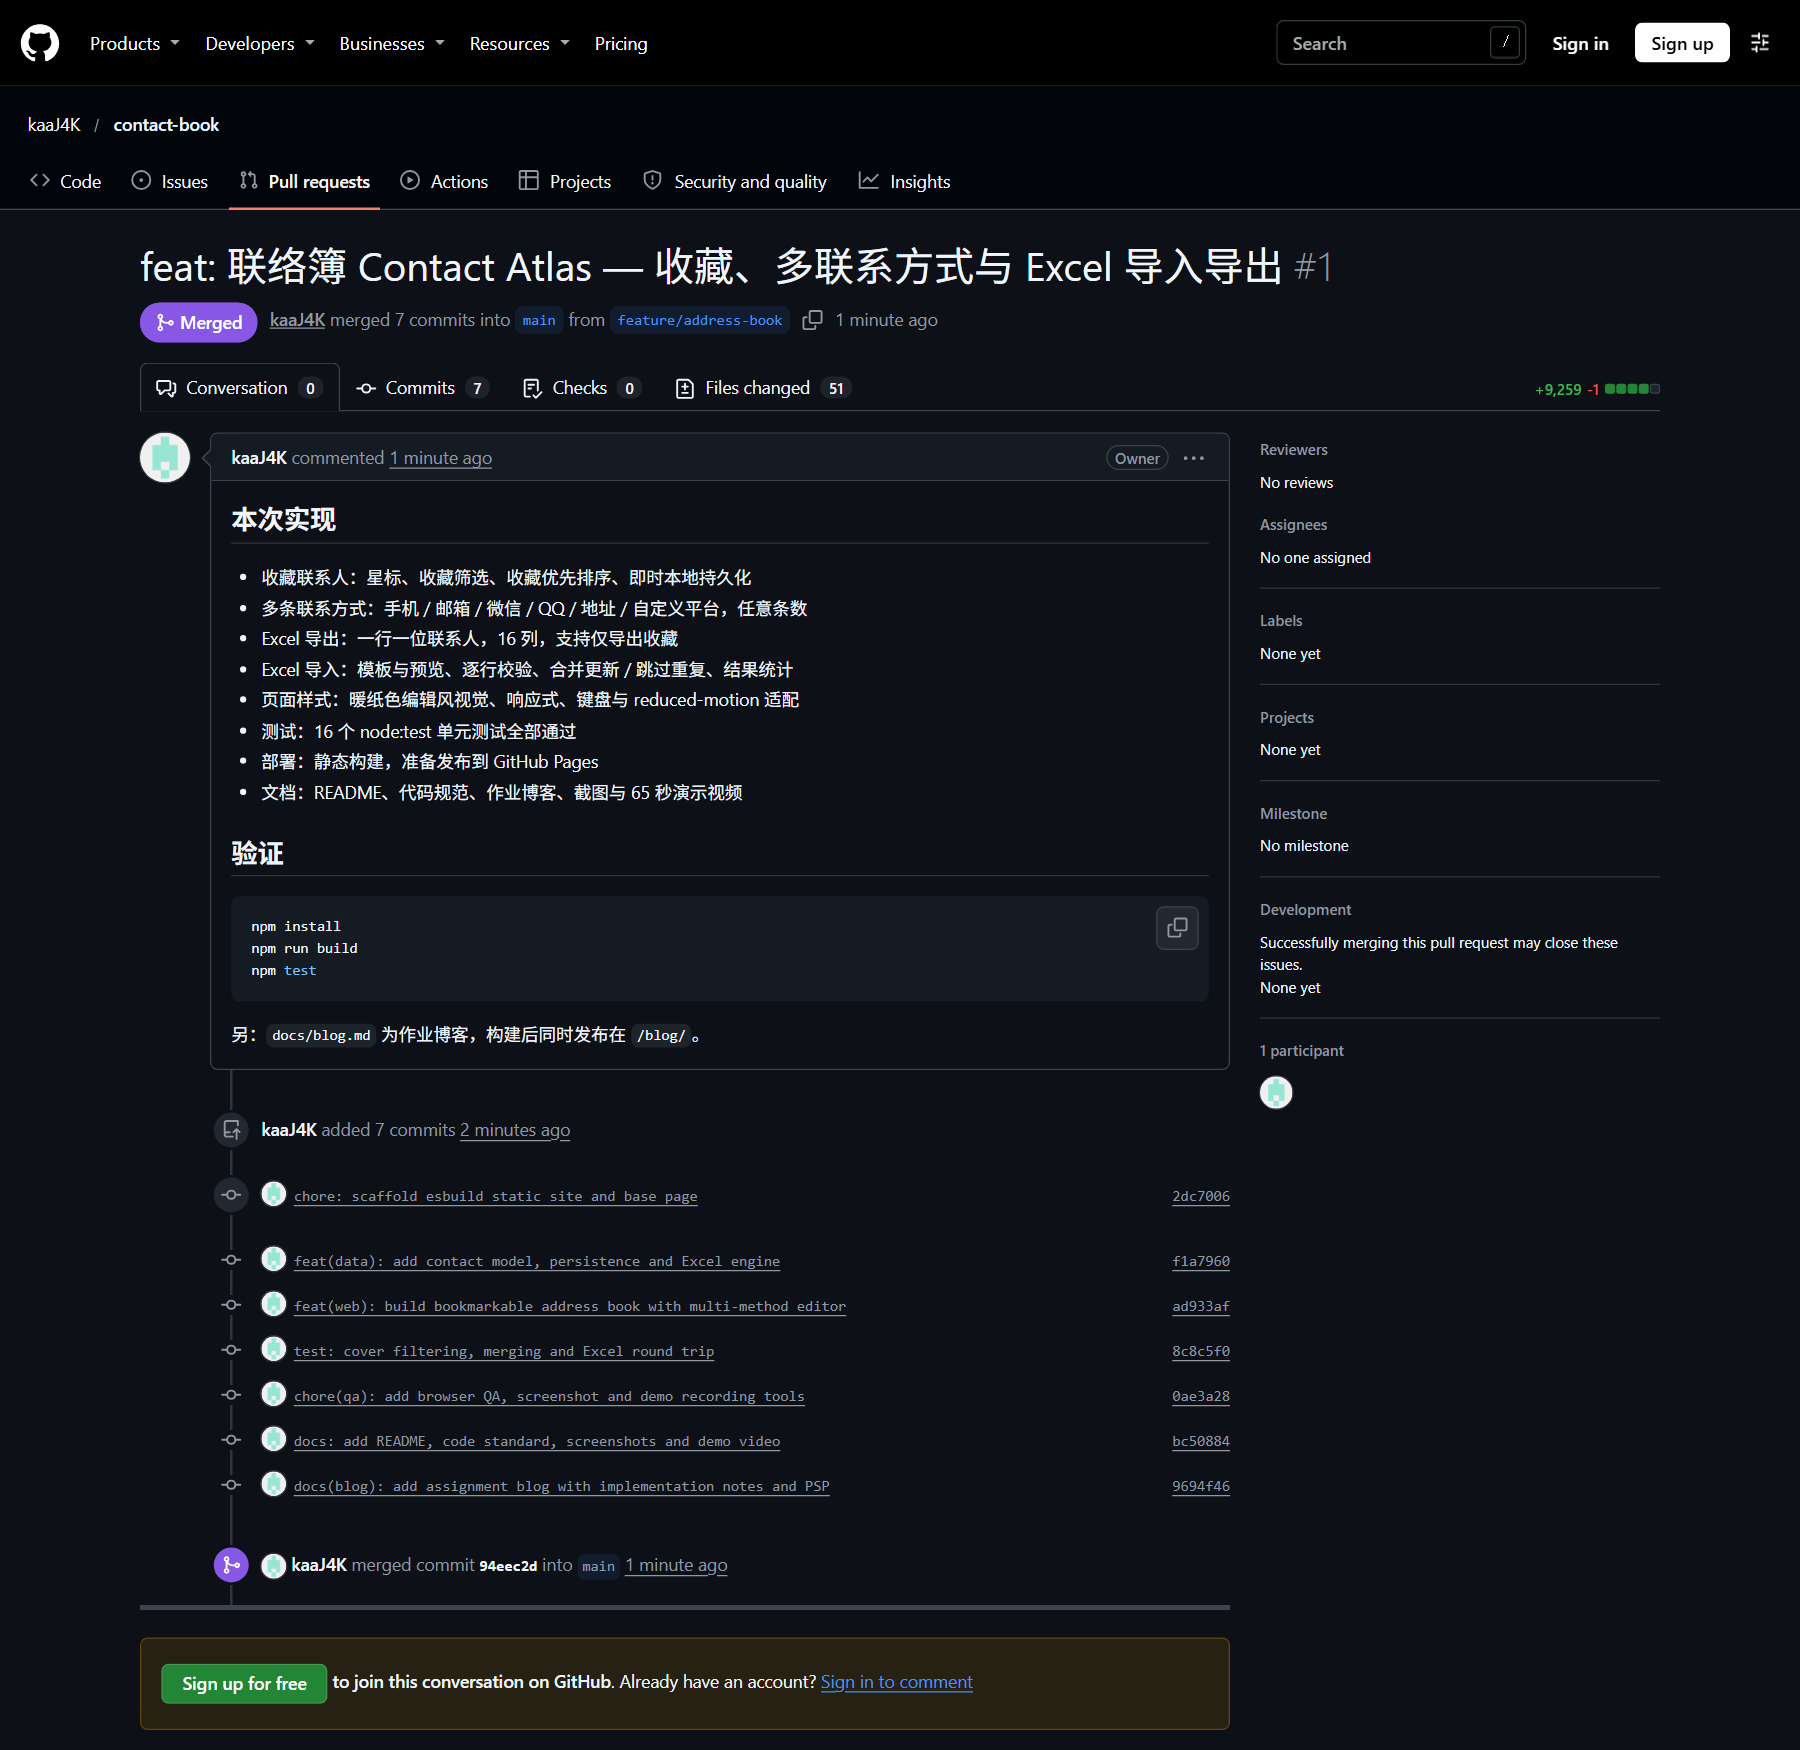 Products Developers Businesses Resources Pricing Search / Sign in Sign up
kaaJ4K / contact-book
Code Issues Pull requests Actions Projects Security and quality Insights
feat: 联络簿 Contact Atlas — 收藏、多联系方式与 Excel 导入导出 #1
Merged kaaJ4K merged 7 commits into main from feature/address-book 1 minute ago
Conversation 0 Commits 7 Checks 0 Files changed 51 +9,259 -1
kaaJ4K commented 1 minute ago Owner ...
本次实现
• 收藏联系人：星标、收藏筛选、收藏优先排序、即时本地持久化
• 多条联系方式：手机 / 邮箱 / 微信 / QQ / 地址 / 自定义平台，任意条数
• Excel 导出：一行一位联系人，16 列，支持仅导出收藏
• Excel 导入：模板与预览、逐行校验、合并更新 / 跳过重复、结果统计
• 页面样式：暖纸色编辑风视觉、响应式、键盘与 reduced-motion 适配
• 测试：16 个 node:test 单元测试全部通过
• 部署：静态构建，准备发布到 GitHub Pages
• 文档：README、代码规范、作业博客、截图与 65 秒演示视频
验证
npm install
npm run build
npm test
另：docs/blog.md 为作业博客，构建后同时发布在 /blog/。
kaaJ4K added 7 commits 2 minutes ago
chore: scaffold esbuild static site and base page 2dc7006
feat(data): add contact model, persistence and Excel engine f1a7960
feat(web): build bookmarkable address book with multi-method editor ad933af
test: cover filtering, merging and Excel round trip 8c8c5f0
chore(qa): add browser QA, screenshot and demo recording tools 0ae3a28
docs: add README, code standard, screenshots and demo video bc50884
docs(blog): add assignment blog with implementation notes and PSP 9694f46
kaaJ4K merged commit 94eec2d into main 1 minute ago
Sign up for free to join this conversation on GitHub. Already have an account? Sign in to comment
Reviewers
No reviews
Assignees
No one assigned
Labels
None yet
Projects
None yet
Milestone
No milestone
Development
Successfully merging this pull request may close these
issues.
None yet
1 participant